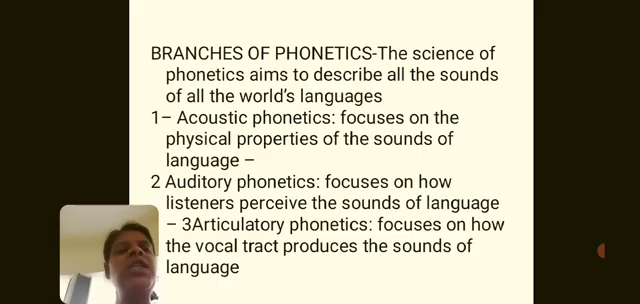 BRANCHES OF PHONETICS-The science of
phonetics aims to describe all the sounds
of all the world's languages
1– Acoustic phonetics: focuses on the
physical properties of the sounds of
language –
2 Auditory phonetics: focuses on how
listeners perceive the sounds of language
– 3Articulatory phonetics: focuses on how
the vocal tract produces the sounds of
language